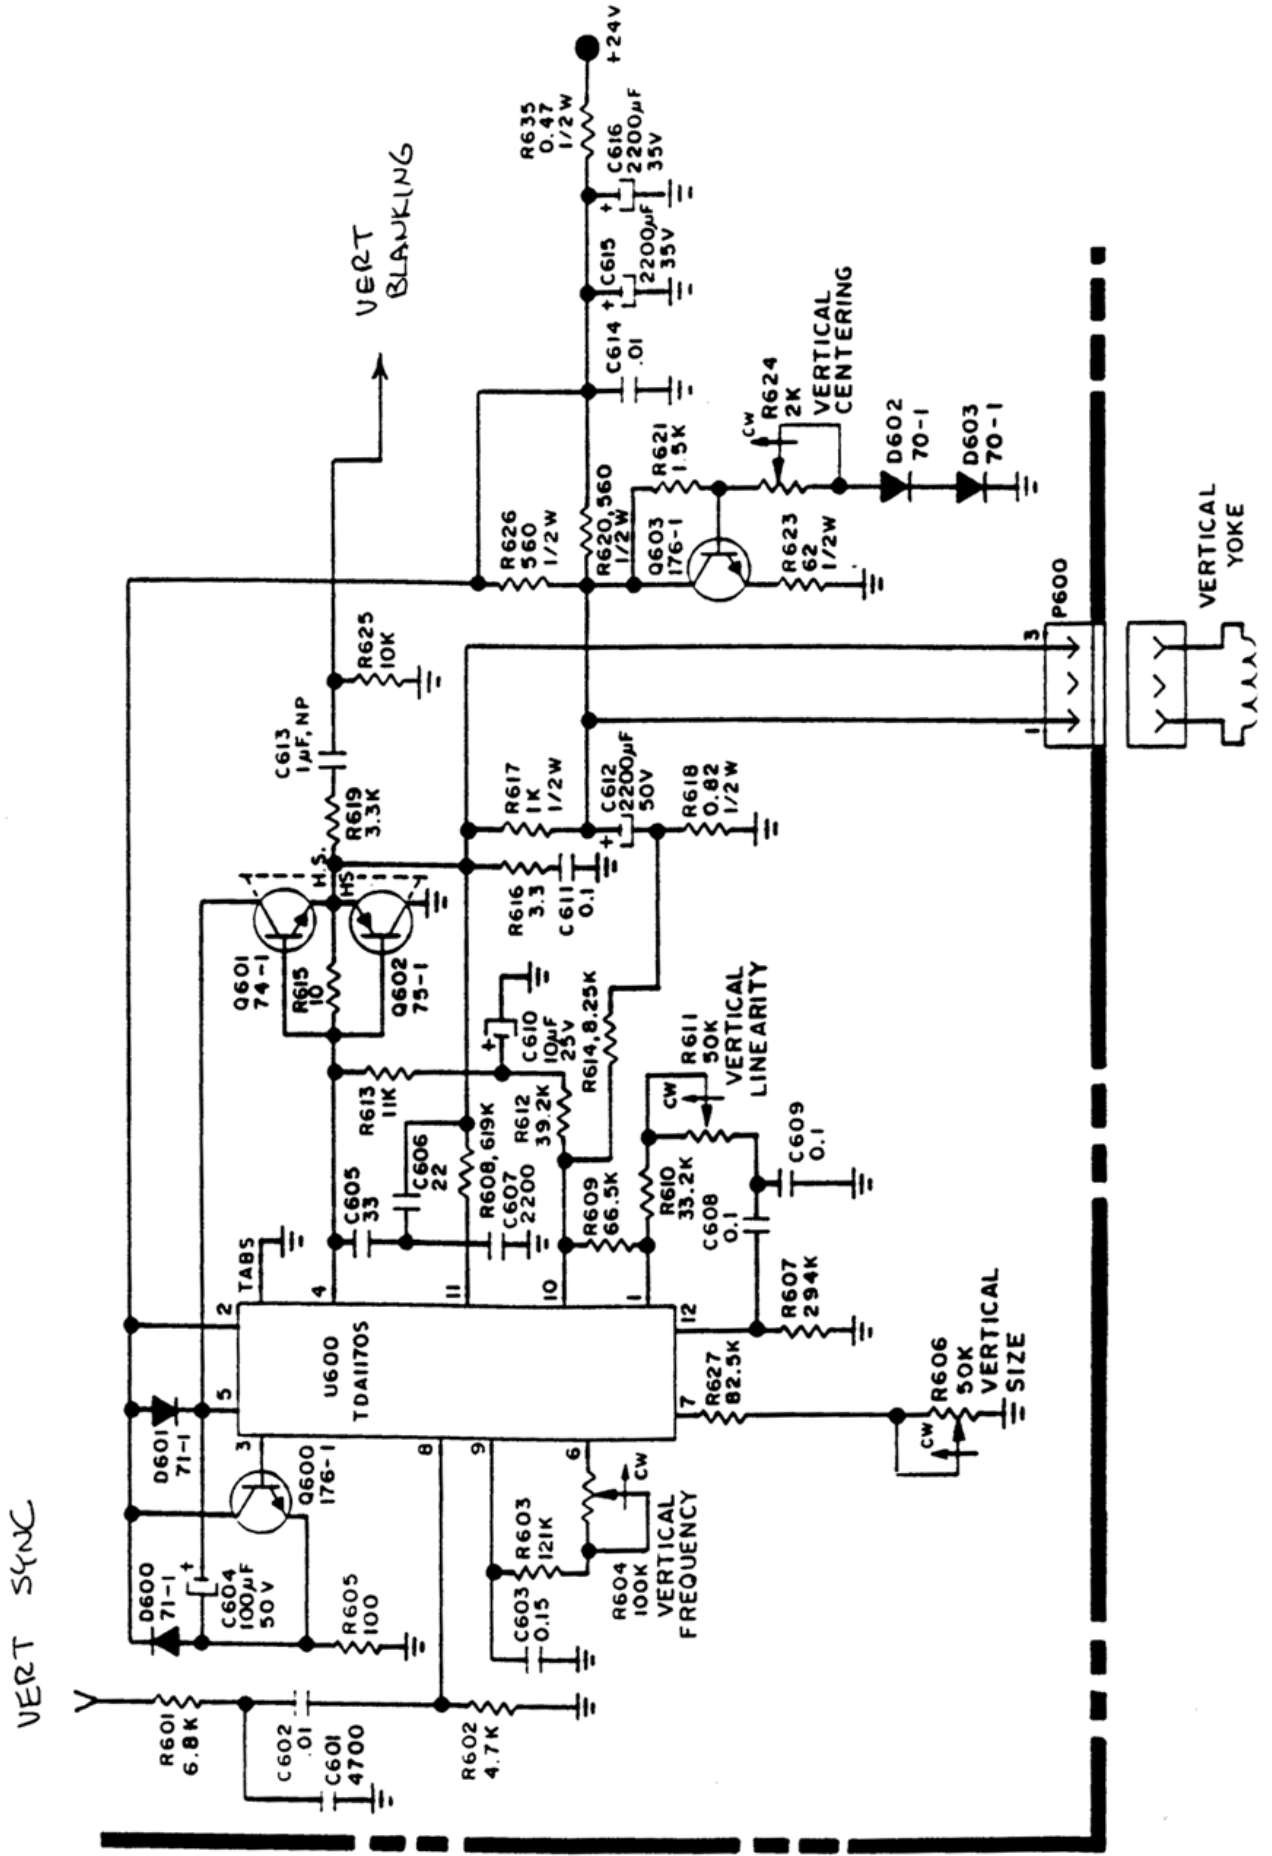 VERT SYNC
VERT
BLANKING
+24V
R635
0.47
1/2W
C616
2200µF
35V
C615
2200µF
35V
C614
.01
R626
560
1/2W
R620,560
1/2W
Q603
176-1
R621
1.5K
CW
R624
2K
VERTICAL
CENTERING
R623
62
1/2W
D602
70-1
D603
70-1
P600
3
1
VERTICAL
YOKE
R625
10K
C613
1µF,NP
R619
3.3K
H.S.
HS
Q601
74-1
R615
10
Q602
75-1
R617
1K
1/2W
C612
2200µF
50V
R618
0.82
1/2W
R616
3.3
C611
0.1
+
C610
10µF
25V
R614,8.25K
R613
11K
R612
39.2K
R611
50K
VERTICAL
LINEARITY
CW
C609
0.1
C605
33
C606
22
R608,619K
C607
2200
R609
66.5K
R610
33.2K
C608
0.1
TABS
2
4
11
10
1
12
5
3
8
9
6
7
U600
TDA1170S
R607
294K
R627
82.5K
R606
50K
VERTICAL
SIZE
CW
D601
71-1
Q600
176-1
D600
71-1
+
C604
100µF
50V
R605
100
R603
121K
C603
0.15
R604
100K
VERTICAL
FREQUENCY
CW
R601
6.8K
C602
.01
C601
4700
R602
4.7K